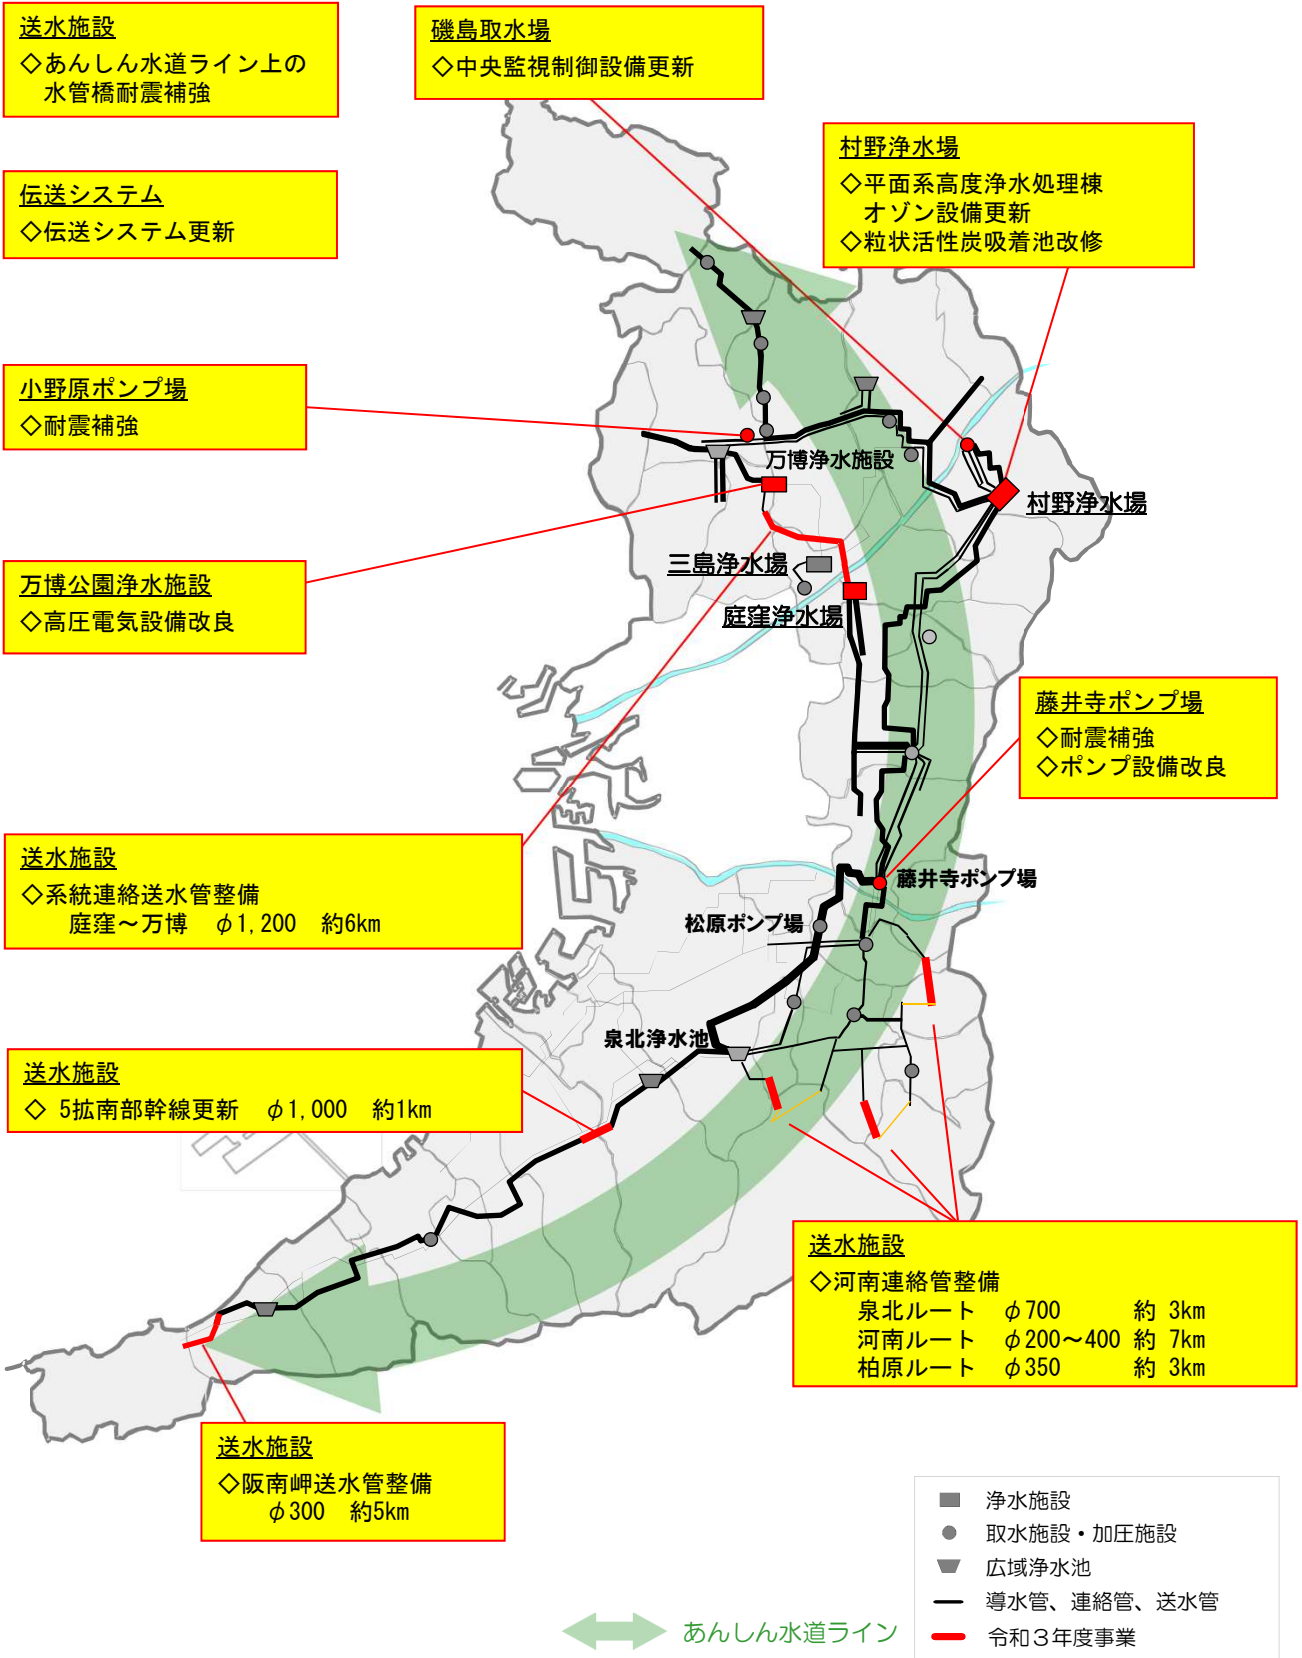 送水施設
◇あんしん水道ライン上の
水管橋耐震補強
磯島取水場
◇中央監視制御設備更新
村野浄水場
◇平面系高度浄水処理棟
オゾン設備更新
◇粒状活性炭吸着池改修
伝送システム
◇伝送システム更新
小野原ポンプ場
◇耐震補強
万博浄水施設
村野浄水場
三島浄水場
庭窪浄水場
万博公園浄水施設
◇高圧電気設備改良
藤井寺ポンプ場
◇耐震補強
◇ポンプ設備改良
送水施設
◇系統連絡送水管整備
庭窪～万博　φ1,200　約6km
藤井寺ポンプ場
松原ポンプ場
泉北浄水池
送水施設
◇ 5拡南部幹線更新　φ1,000　約1km
送水施設
◇河南連絡管整備
泉北ルート　φ700　約 3km
河南ルート　φ200～400 約 7km
柏原ルート　φ350　約 3km
送水施設
◇阪南岬送水管整備
φ300　約5km
浄水施設
取水施設・加圧施設
広域浄水池
導水管、連絡管、送水管
令和３年度事業
あんしん水道ライン